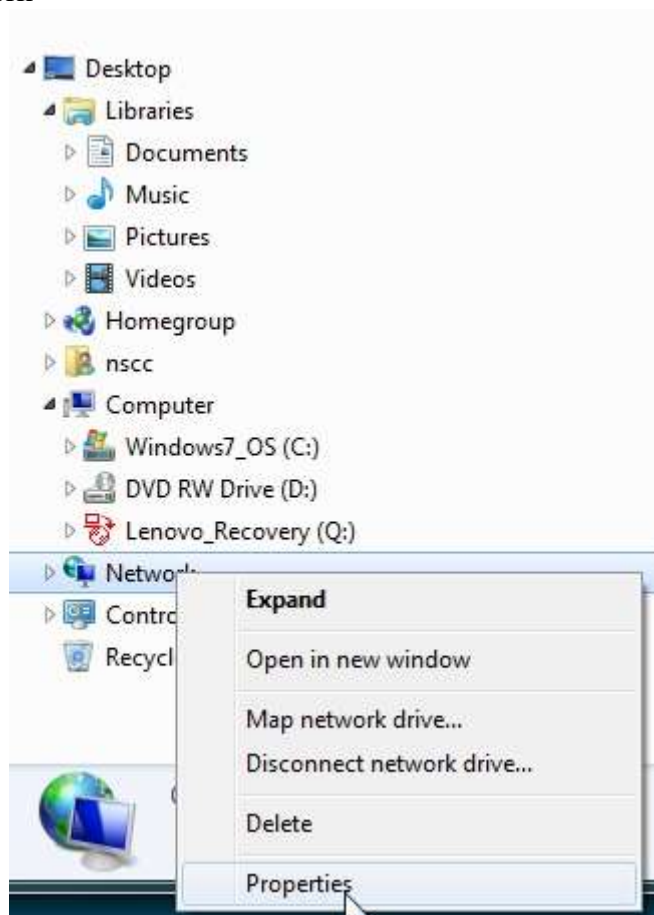 Desktop
Libraries
Documents
Music
Pictures
Videos
Homegroup
nscc
Computer
Windows7_OS (C:)
DVD RW Drive (D:)
Lenovo_Recovery (Q:)
Network
Expand
Open in new window
Map network drive...
Disconnect network drive...
Delete
Properties